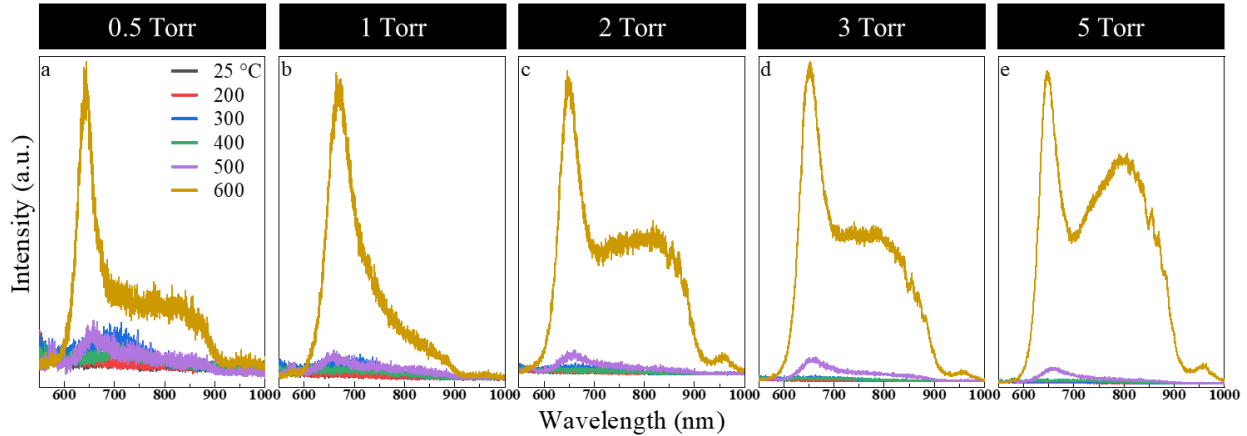 0.5 Torr
1 Torr
2 Torr
3 Torr
5 Torr
a
b
c
d
e
25 °C
200
300
400
500
600
Intensity (a.u.)
600 700 800 900 1000
600 700 800 900 1000
600 700 800 900 1000
600 700 800 900 1000
600 700 800 900 1000
Wavelength (nm)